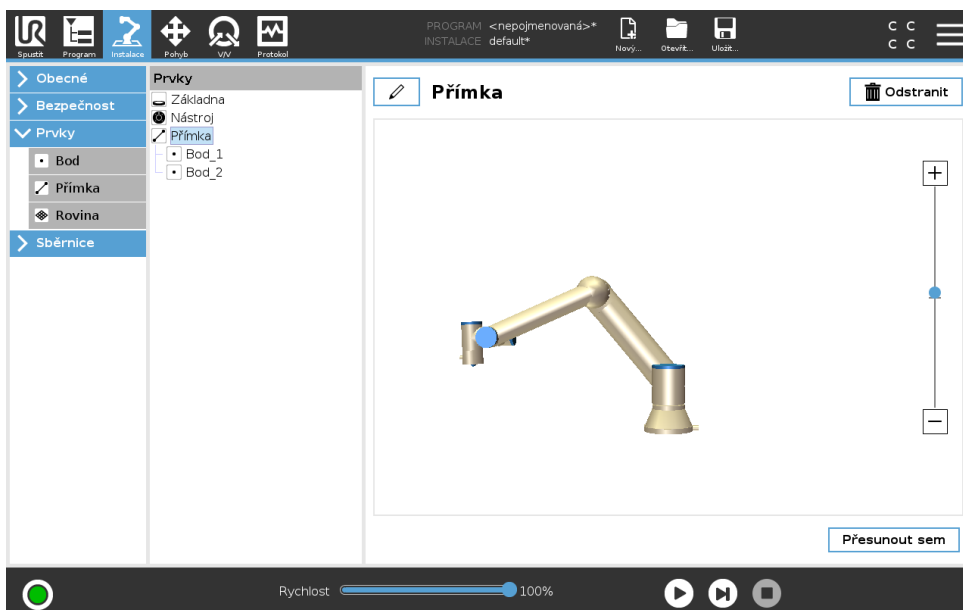 PROGRAM <nepojmenovaná>*
INSTALACE default*
Spustit
Program
Instalace
Pohyb
V/V
Protokol
Nový...
Otevřít...
Uložit...
C C
C C
Obecné
Bezpečnost
Prvky
Bod
Přímka
Rovina
Sběrnice
Prvky
Základna
Nástroj
Přímka
Bod_1
Bod_2
Přímka
Odstranit
Přesunout sem
Rychlost
100%